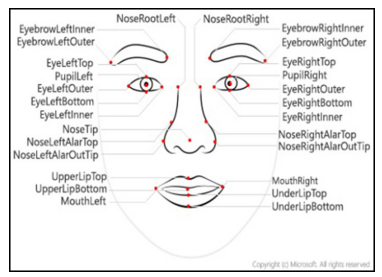 NoseRootLeft
NoseRootRight
EyebrowLeftInner
EyebrowLeftOuter
EyeLeftTop
PupilLeft
EyeLeftOuter
EyeLeftBottom
EyeLeftInner
NoseTip
NoseLeftAlarTop
NoseLeftAlarOutTip
UpperLipTop
UpperLipBottom
MouthLeft
EyebrowRightInner
EyebrowRightOuter
EyeRightTop
PupilRight
EyeRightOuter
EyeRightBottom
EyeRightInner
NoseRightAlarTop
NoseRightAlarOutTip
MouthRight
UnderLipTop
UnderLipBottom
Copyright (c) Microsoft. All rights reserved